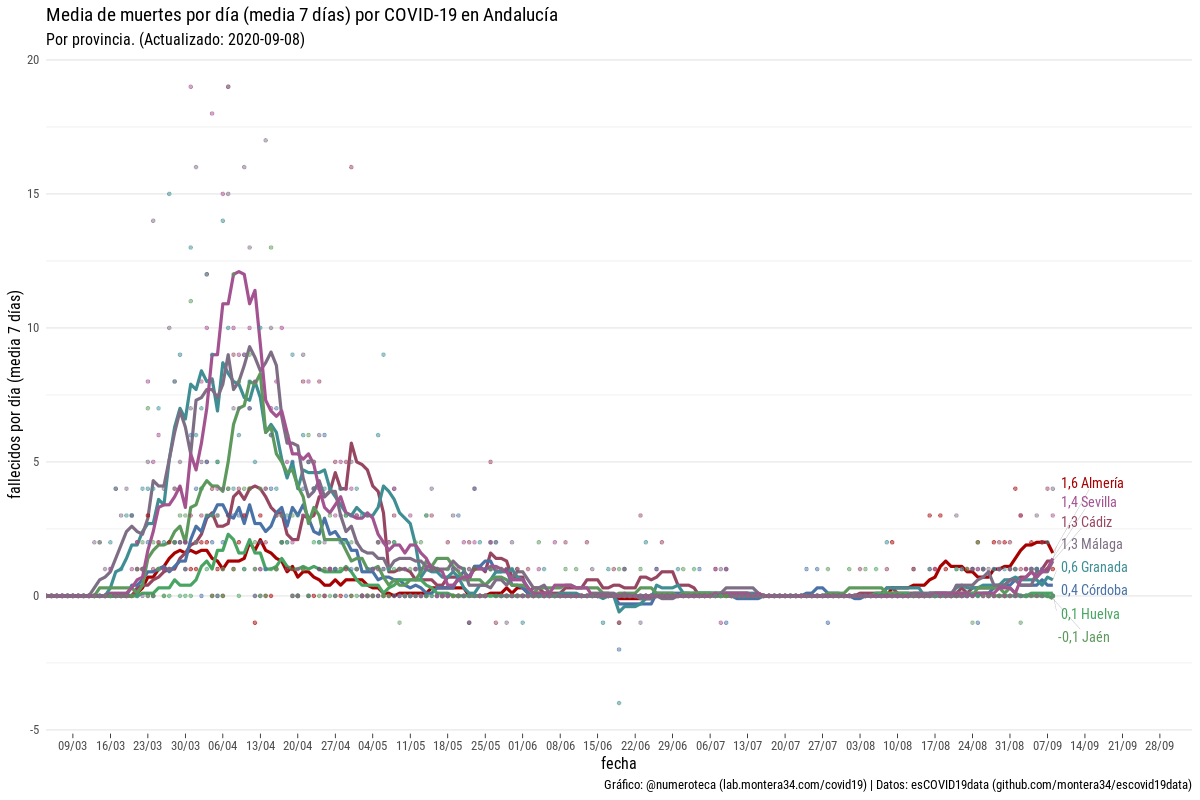 Media de muertes por día (media 7 días) por COVID-19 en Andalucía
Por provincia. (Actualizado: 2020-09-08)
fallecidos por día (media 7 días)
20
15
10
5
0
-5
1,6 Almería
1,4 Sevilla
1,3 Cádiz
1,3 Málaga
0,6 Granada
0,4 Córdoba
0,1 Huelva
-0,1 Jaén
09/03 16/03 23/03 30/03 06/04 13/04 20/04 27/04 04/05 11/05 18/05 25/05 01/06 08/06 15/06 22/06 29/06 06/07 13/07 20/07 27/07 03/08 10/08 17/08 24/08 31/08 07/09 14/09 21/09 28/09
fecha
Gráfico: @numeroteca (lab.montera34.com/covid19) | Datos: esCOVID19data (github.com/montera34/escovid19data)